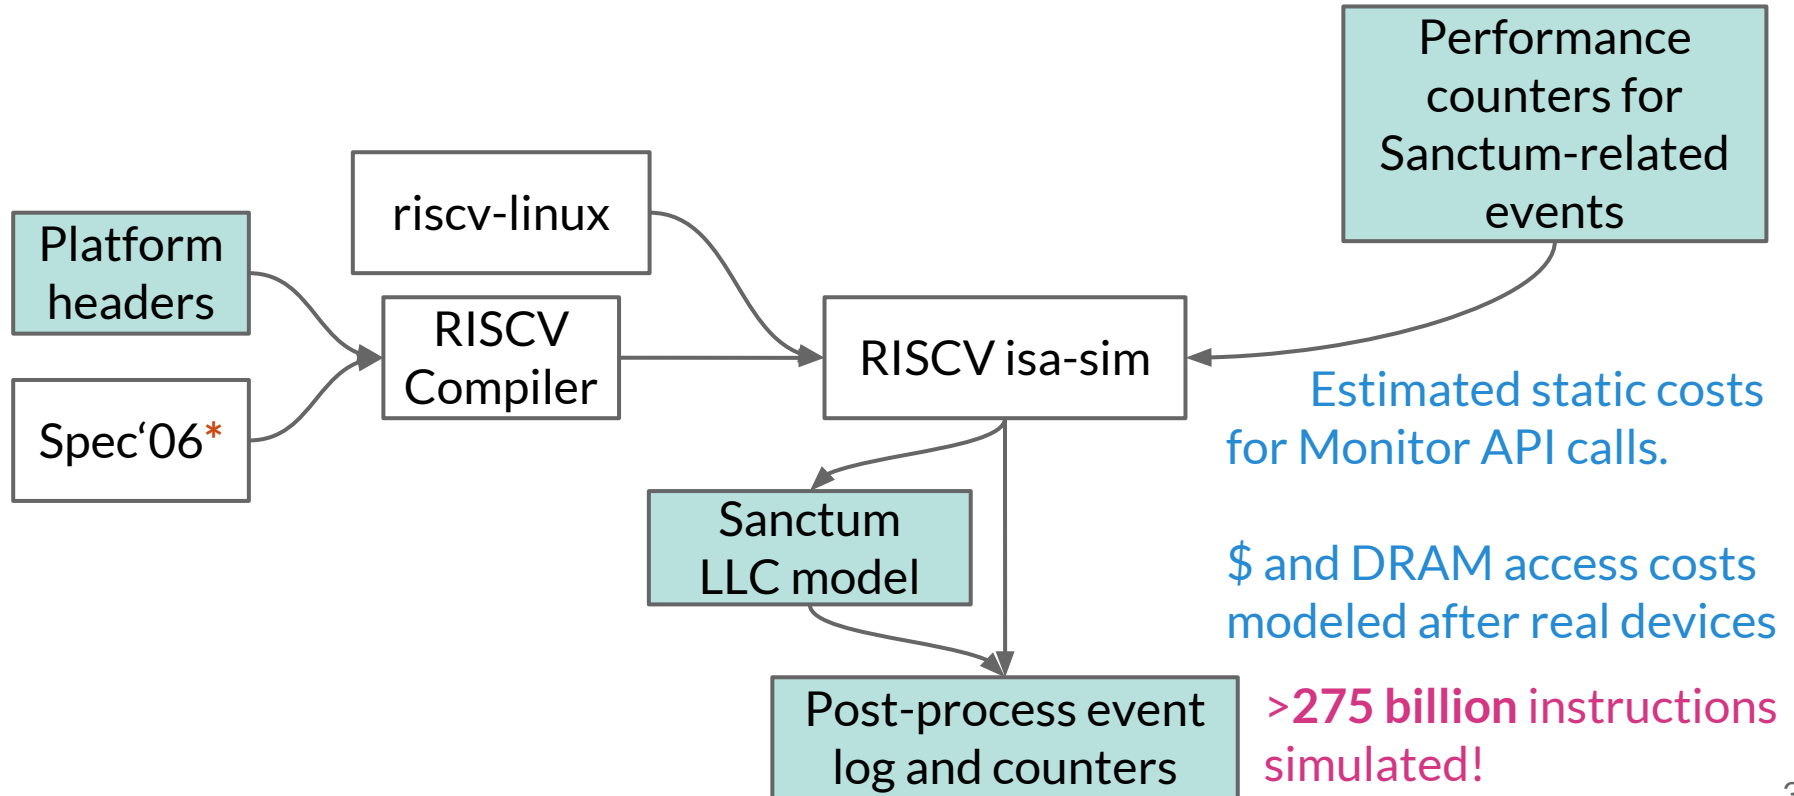 Performance
counters for
Sanctum-related
events
riscv-linux
Platform
headers
RISCV
Compiler
RISCV isa-sim
Spec‘06*
Estimated static costs
for Monitor API calls.
Sanctum
LLC model
$ and DRAM access costs
modeled after real devices
Post-process event
log and counters
>275 billion instructions
simulated!